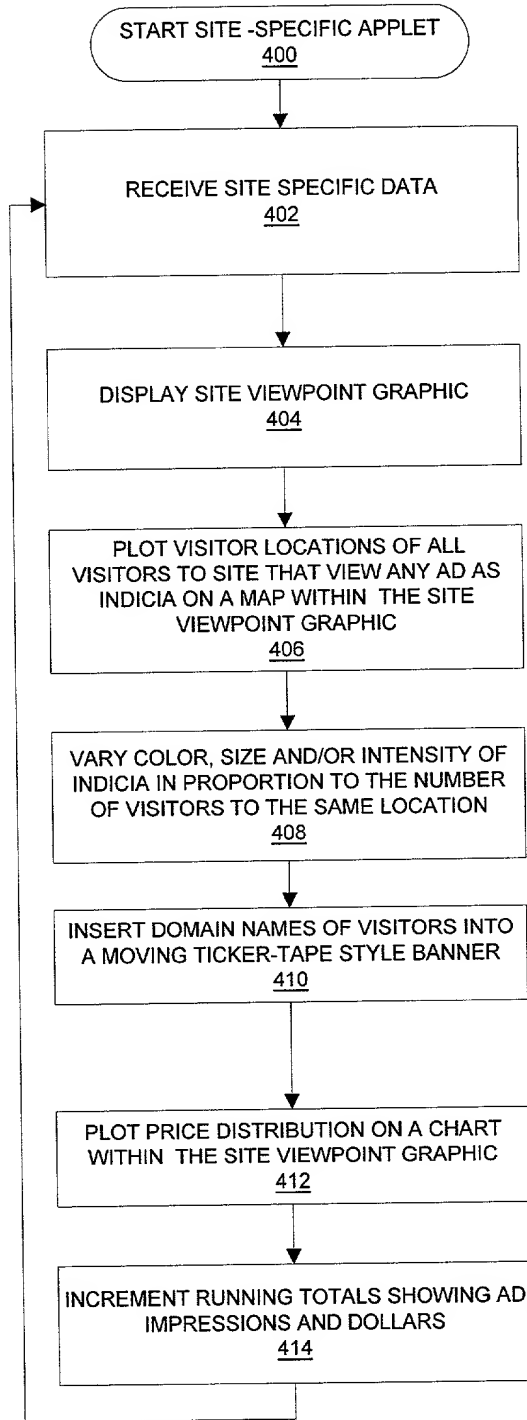 START SITE -SPECIFIC APPLET
400
RECEIVE SITE SPECIFIC DATA
402
DISPLAY SITE VIEWPOINT GRAPHIC
404
PLOT VISITOR LOCATIONS OF ALL
VISITORS TO SITE THAT VIEW ANY AD AS
INDICIA ON A MAP WITHIN THE SITE
VIEWPOINT GRAPHIC
406
VARY COLOR, SIZE AND/OR INTENSITY OF
INDICIA IN PROPORTION TO THE NUMBER
OF VISITORS TO THE SAME LOCATION
408
INSERT DOMAIN NAMES OF VISITORS INTO
A MOVING TICKER-TAPE STYLE BANNER
410
PLOT PRICE DISTRIBUTION ON A CHART
WITHIN THE SITE VIEWPOINT GRAPHIC
412
INCREMENT RUNNING TOTALS SHOWING AD
IMPRESSIONS AND DOLLARS
414